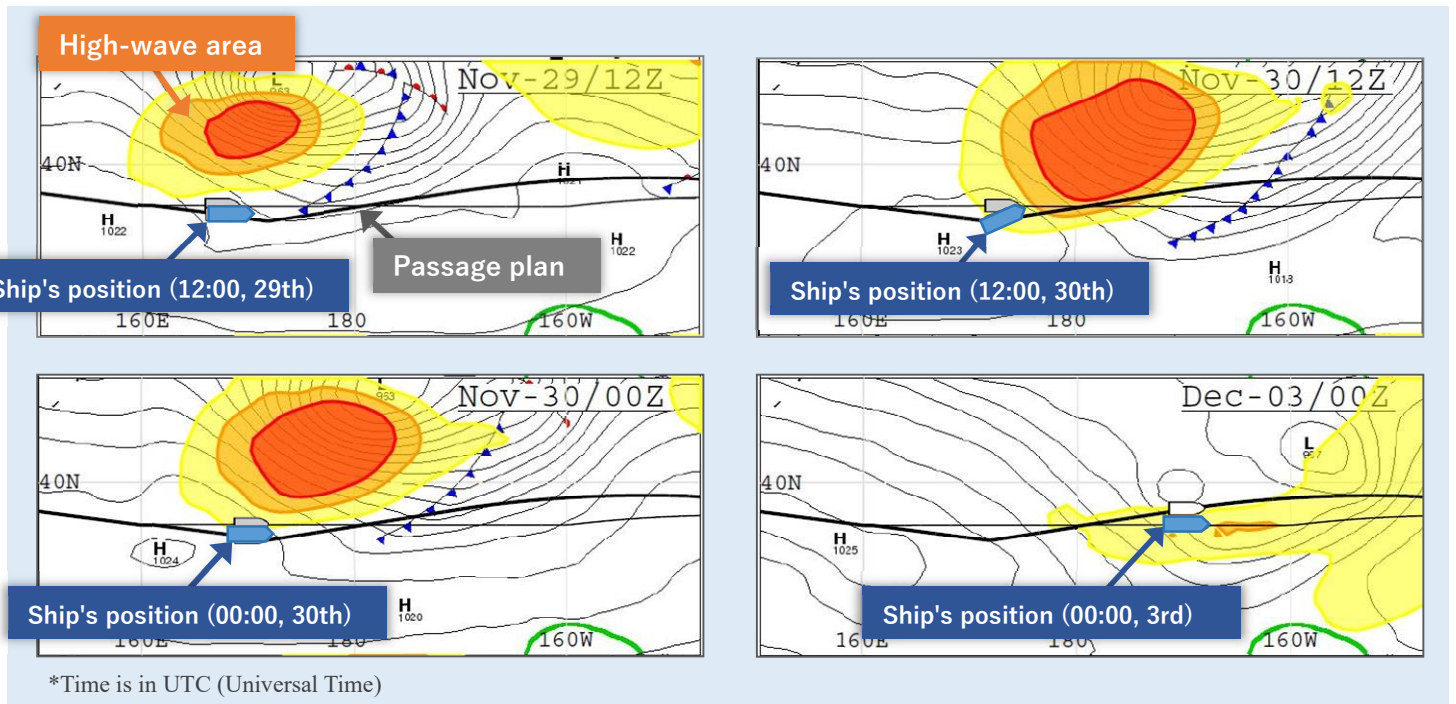 High-wave area
L
963
Nov-29/12Z
40N
H
1021
H
1022
H
1022
Passage plan
Ship's position (12:00, 29th)
160E
180
160W
Nov-30/12Z
40N
H
1023
H
1018
Ship's position (12:00, 30th)
160E
180
160W
963
Nov-30/00Z
40N
H
1024
H
1020
Ship's position (00:00, 30th)
160E
180
160W
Dec-03/00Z
L
40N
H
1025
Ship's position (00:00, 3rd)
160E
180
160W
*Time is in UTC (Universal Time)